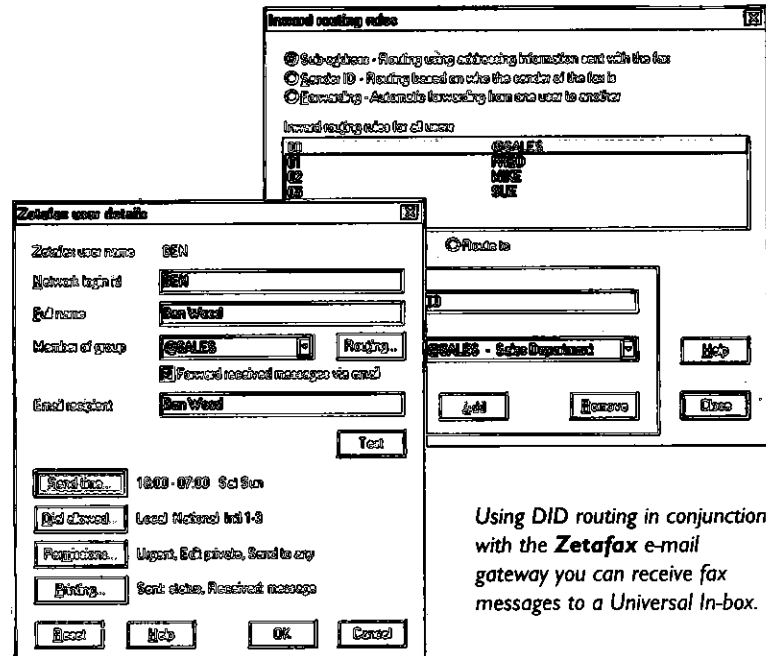 Inward routing rules
Sub-address - Routing using addressing information sent with the fax
Sender ID - Routing based on who the sender of the fax is
Forwarding - Automatic forwarding from one user to another
Inward routing rules for all users
00 @SALES
01 FRED
02 MIKE
03 SUE
Route to
00
@SALES - Sales Department
Help
Add
Remove
Close
Zetafax user details
Zetafax user name BEN
Network login id BEN
Full name Ben Wood
Member of group @SALES Routing...
Forward received messages via email
Email recipient Ben Wood
Test
Send time... 18:00 - 07:00 Sat Sun
Dial allowed... Local National Intl 1-3
Permissions... Urgent, Edit private, Send to any
Printing... Sent: status, Received: message
Reset
Help
OK
Cancel
Using DID routing in conjunction
with the Zetafax e-mail
gateway you can receive fax
messages to a Universal In-box.